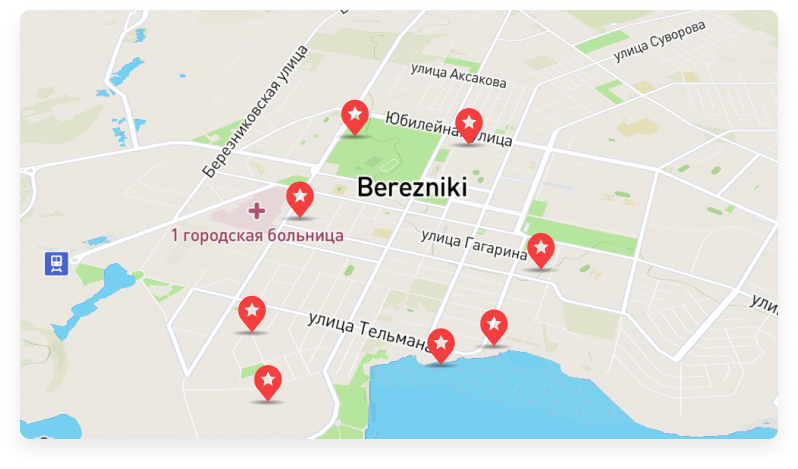 улица Суворова
улица Аксакова
Березниковская улица
Юбилейная улица
Berezniki
1 городская больница
улица Гагарина
ули
улица Тельмана